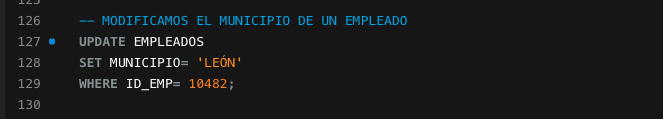 126 -- MODIFICAMOS EL MUNICIPIO DE UN EMPLEADO
127 UPDATE EMPLEADOS
128 SET MUNICIPIO= 'LEÓN'
129 WHERE ID_EMP= 10482;
130